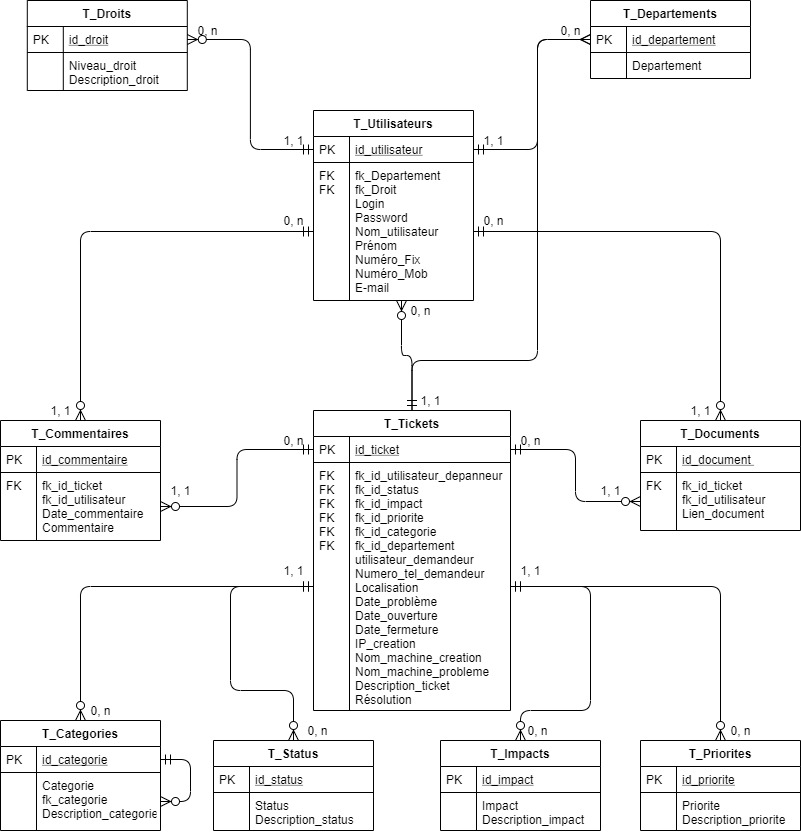 T_Droits
PK id_droit
Niveau_droit
Description_droit
0, n
T_Departements
PK id_departement
Departement
0, n
T_Utilisateurs
PK id_utilisateur
FK fk_Departement
FK fk_Droit
Login
Password
Nom_utilisateur
Prénom
Numéro_Fix
Numéro_Mob
E-mail
1, 1
1, 1
0, n
0, n
0, n
1, 1
1, 1
1, 1
T_Commentaires
PK id_commentaire
FK fk_id_ticket
fk_id_utilisateur
Date_commentaire
Commentaire
1, 1
0, n
T_Tickets
PK id_ticket
FK fk_id_utilisateur_depanneur
FK fk_id_status
FK fk_id_impact
FK fk_id_priorite
FK fk_id_categorie
FK fk_id_departement
utilisateur_demandeur
Numero_tel_demandeur
Localisation
Date_problème
Date_ouverture
Date_fermeture
IP_creation
Nom_machine_creation
Nom_machine_probleme
Description_ticket
Résolution
0, n
1, 1
T_Documents
PK id_document
FK fk_id_ticket
fk_id_utilisateur
Lien_document
1, 1
1, 1
0, n
T_Categories
PK id_categorie
Categorie
fk_categorie
Description_categorie
0, n
T_Status
PK id_status
Status
Description_status
0, n
T_Impacts
PK id_impact
Impact
Description_impact
0, n
T_Priorites
PK id_priorite
Priorite
Description_priorite